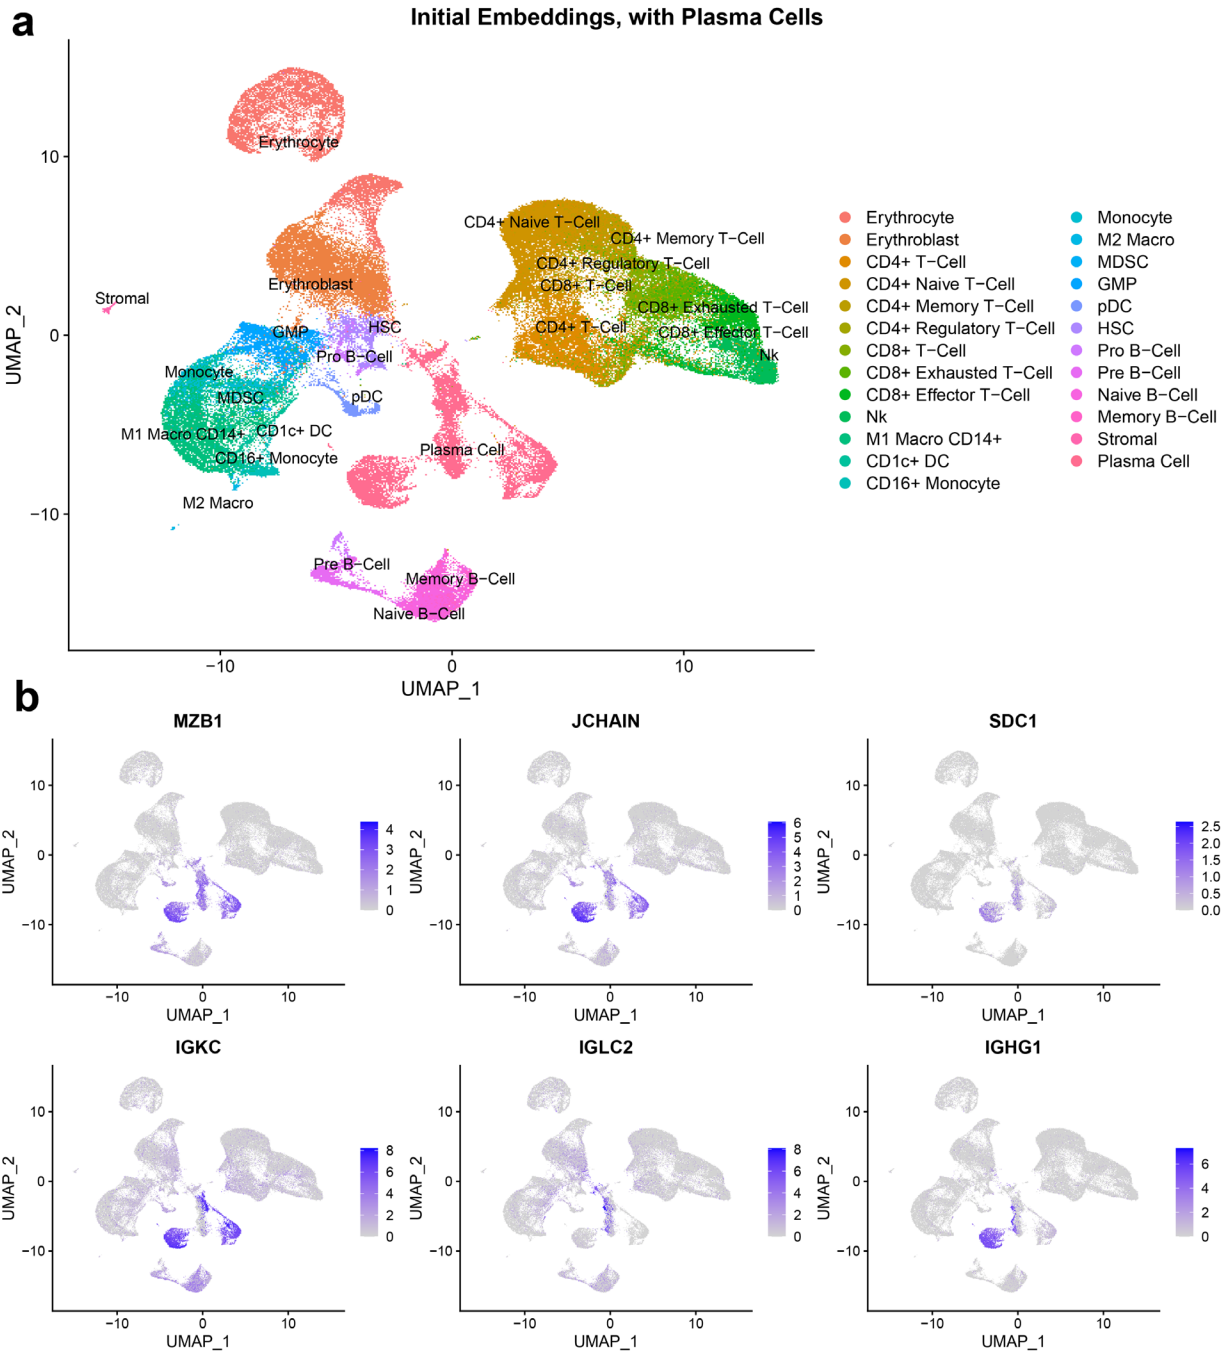 a
Initial Embeddings, with Plasma Cells
UMAP_2
10
0
−10
Erythrocyte
Erythroblast
Stromal
GMP
HSC
Pro B−Cell
Monocyte
MDSC
pDC
M1 Macro CD14+
CD1c+ DC
CD16+ Monocyte
M2 Macro
Plasma Cell
Pre B−Cell
Memory B−Cell
Naive B−Cell
CD4+ Naive T−Cell
CD4+ Memory T−Cell
CD4+ Regulatory T−Cell
CD8+ T−Cell
CD8+ Exhausted T−Cell
CD4+ T−Cell
CD8+ Effector T−Cell
Nk
−10 0 10
UMAP_1
Erythrocyte
Erythroblast
CD4+ T−Cell
CD4+ Naive T−Cell
CD4+ Memory T−Cell
CD4+ Regulatory T−Cell
CD8+ T−Cell
CD8+ Exhausted T−Cell
CD8+ Effector T−Cell
Nk
M1 Macro CD14+
CD1c+ DC
CD16+ Monocyte
Monocyte
M2 Macro
MDSC
GMP
pDC
HSC
Pro B−Cell
Pre B−Cell
Naive B−Cell
Memory B−Cell
Stromal
Plasma Cell
b
MZB1
UMAP_2
10
0
−10
−10 0 10
UMAP_1
4
3
2
1
0
JCHAIN
UMAP_2
10
0
−10
−10 0 10
UMAP_1
6
5
4
3
2
1
0
SDC1
UMAP_2
10
0
−10
−10 0 10
UMAP_1
2.5
2.0
1.5
1.0
0.5
0.0
IGKC
UMAP_2
10
0
−10
−10 0 10
UMAP_1
8
6
4
2
0
IGLC2
UMAP_2
10
0
−10
−10 0 10
UMAP_1
8
6
4
2
0
IGHG1
UMAP_2
10
0
−10
−10 0 10
UMAP_1
6
4
2
0